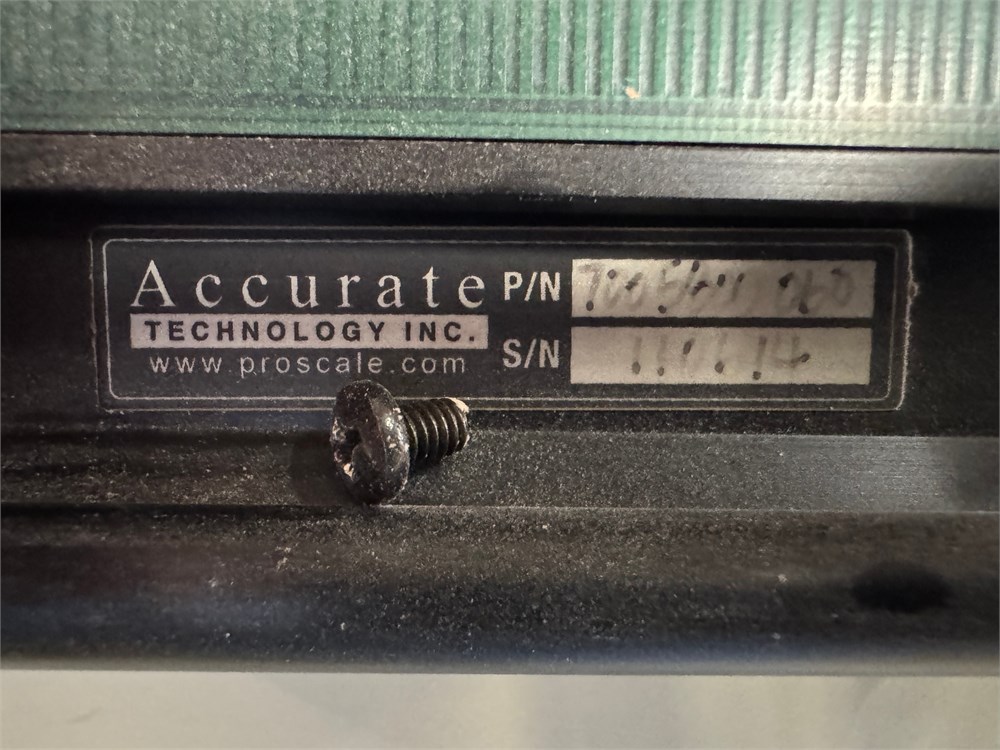 Accurate
TECHNOLOGY INC.
www.proscale.com
P/N
S/N